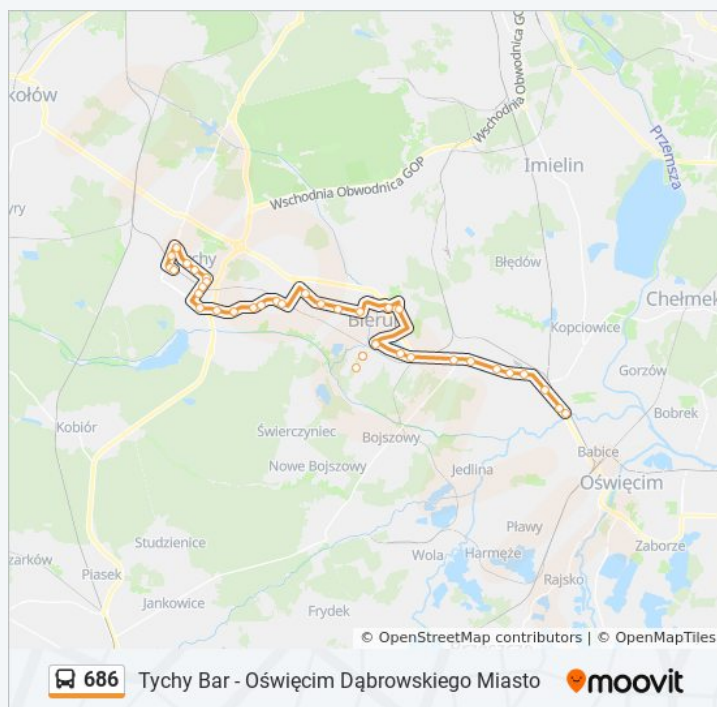 kołów
Wschodnia Obwodnica GOP
Przemsza
Imielin
Wschodnia Obwodnica GOP
yry
Tychy
Błędów
Chełmek
Bieruń
Kopciowice
Gorzów
Kobiór
Świerczyniec
Bojszowy
Bobrek
Babice
Nowe Bojszowy
Jedlina
Oświęcim
Studzienice
Pławy
Wola
Harmęże
Zaborze
zarków
Piasek
Jankowice
Rajsko
Frydek
© OpenStreetMap contributors | © OpenMapTiles
686 Tychy Bar - Oświęcim Dąbrowskiego Miasto moovit